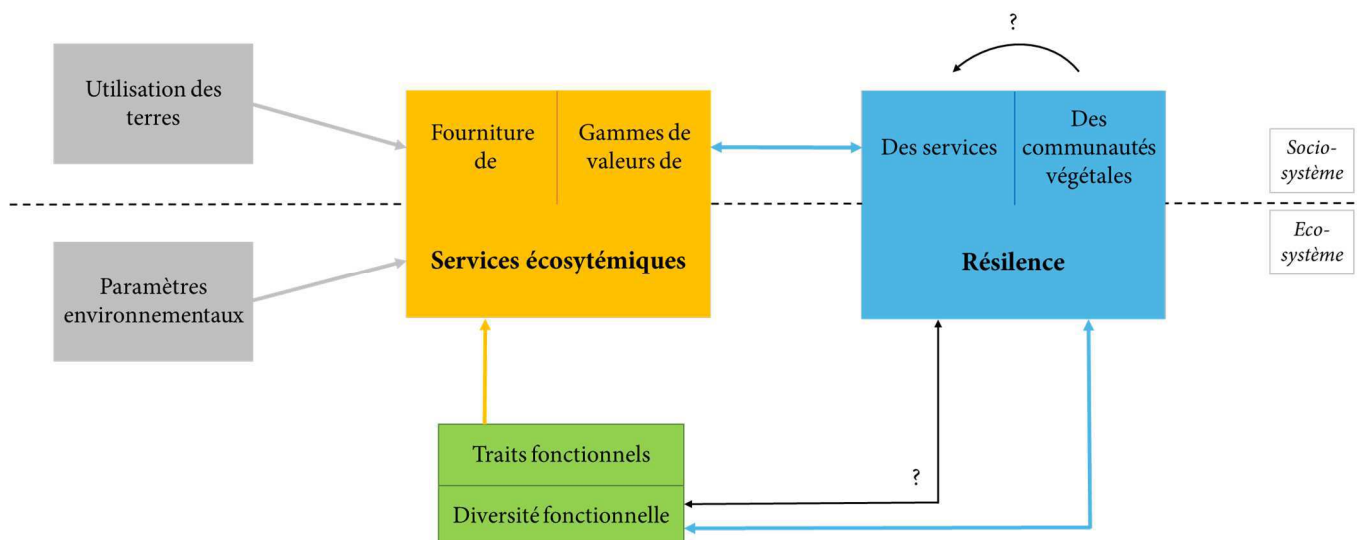 ?
Utilisation des
terres
Fourniture
de
Gammes de
valeurs de
Des services
Des
communautés
végétales
Socio-
système
Eco-
système
Services écosytémiques
Résilence
Paramètres
environnementaux
Traits fonctionnels
?
Diversité fonctionnelle